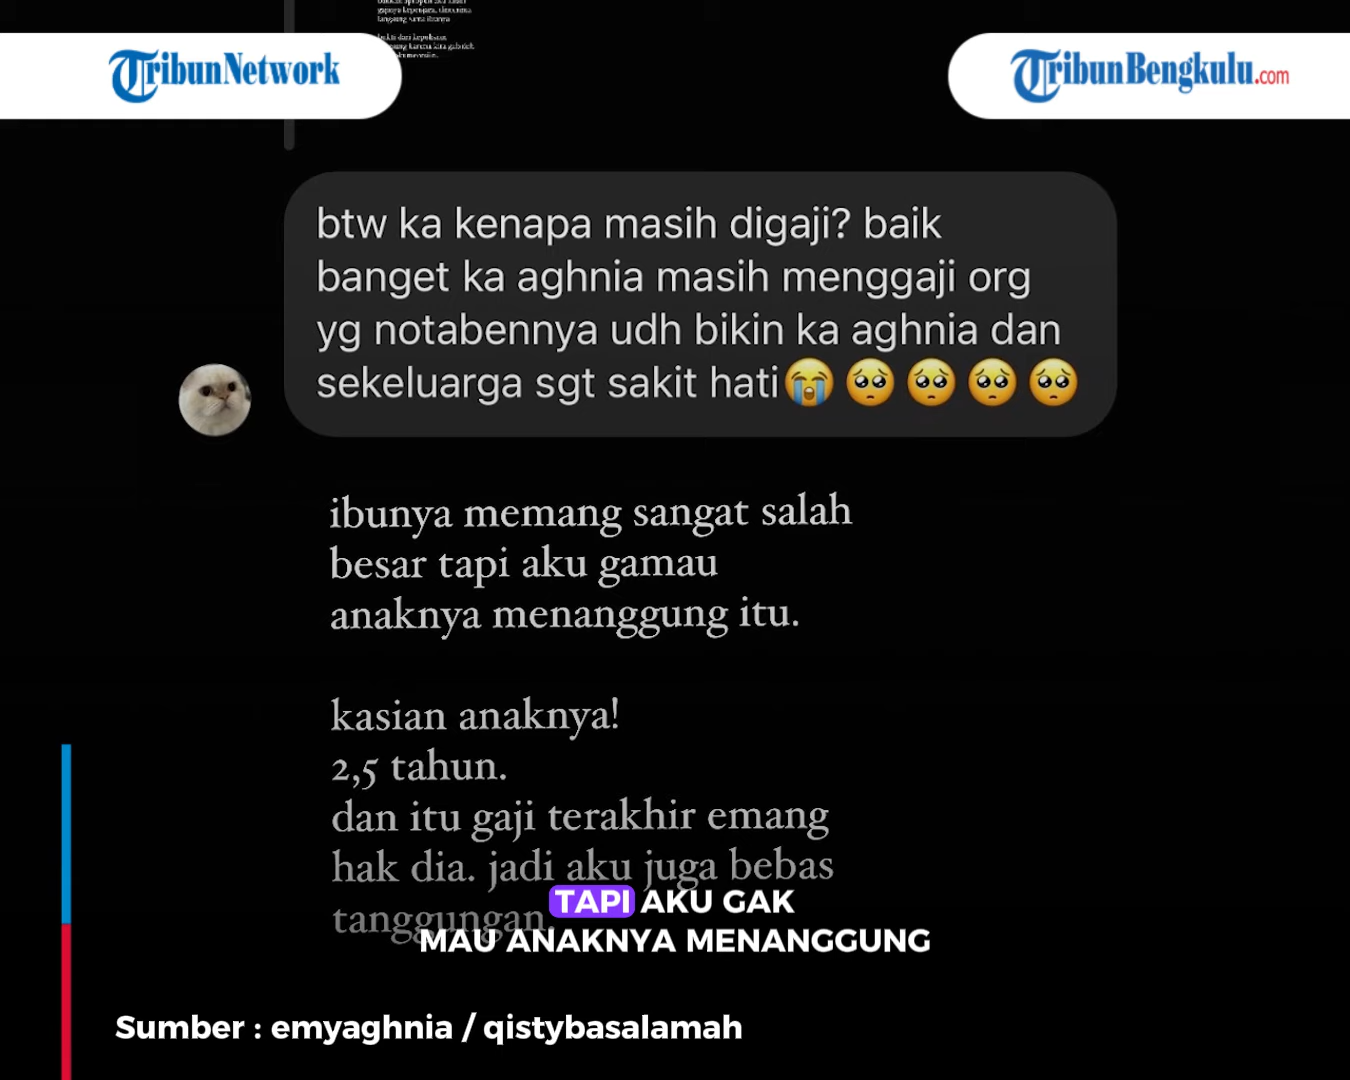 TribunNetwork
TribunBengkulu.com
btw ka kenapa masih digaji? baik
banget ka aghnia masih menggaji org
yg notabennya udh bikin ka aghnia dan
sekeluarga sgt sakit hati😭🥺🥺🥺🥺
ibunya memang sangat salah
besar tapi aku gamau
anaknya menanggung itu.
kasian anaknya!
2,5 tahun.
dan itu gaji terakhir emang
hak dia. jadi aku juga bebas
tanggungan.
TAPI AKU GAK
MAU ANAKNYA MENANGGUNG
Sumber : emyaghnia / qistybasalamah